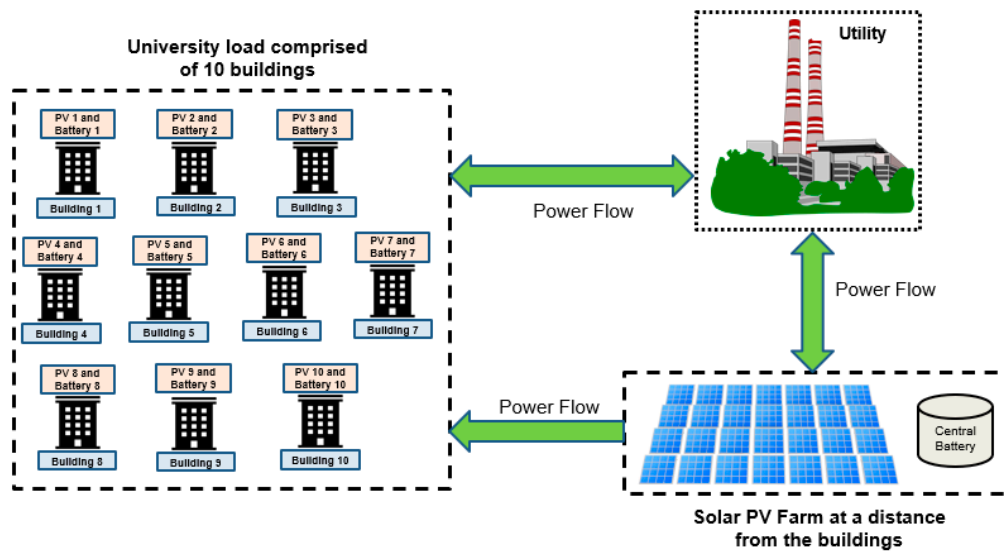 University load comprised
of 10 buildings
PV 1 and
Battery 1
PV 2 and
Battery 2
PV 3 and
Battery 3
Building 1
Building 2
Building 3
PV 4 and
Battery 4
PV 5 and
Battery 5
PV 6 and
Battery 6
PV 7 and
Battery 7
Building 4
Building 5
Building 6
Building 7
PV 8 and
Battery 8
PV 9 and
Battery 9
PV 10 and
Battery 10
Building 8
Building 9
Building 10
Utility
Power Flow
Power Flow
Power Flow
Central
Battery
Solar PV Farm at a distance
from the buildings